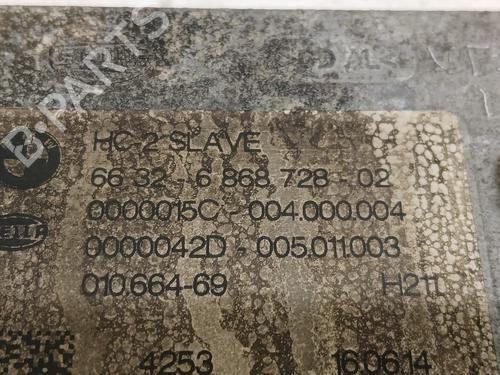 HC 2 SLAVE
66 32 - 6 868 728 - 02
0000015C - 004.000.004
0000042D - 005.011.003
010.664-69 H211
4253 16.06.14